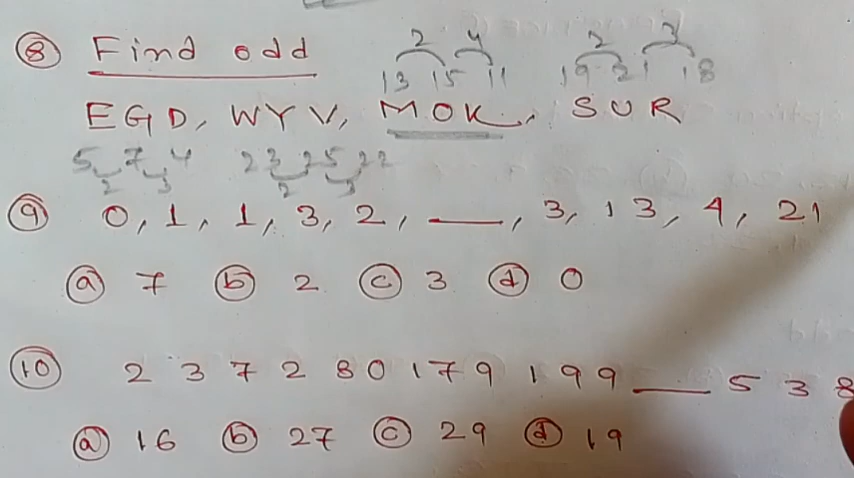 ⑧ Find odd
2 4 2 3
13 15 11 19 21 18
EGD, WYV, MOK, SUR
5 7 4 23 25 22
2 3 2 3
⑨ 0, 1, 1, 3, 2, ___, 3, 13, 4, 21
ⓐ 7 ⓑ 2 ⓒ 3 ⓓ 0
⑩ 2 3 7 2 8 0 1 7 9 1 9 9 ___ 5 3 8
ⓐ 16 ⓑ 27 ⓒ 29 ⓓ 19